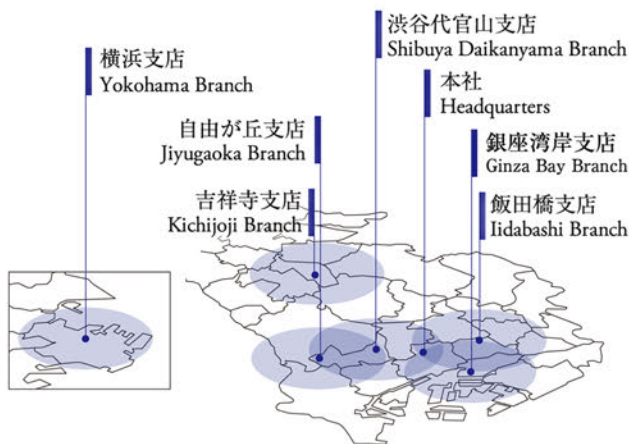 横浜支店
Yokohama Branch
渋谷代官山支店
Shibuya Daikanyama Branch
本社
Headquarters
自由が丘支店
Jiyugaoka Branch
銀座湾岸支店
Ginza Bay Branch
吉祥寺支店
Kichijoji Branch
飯田橋支店
Iidabashi Branch